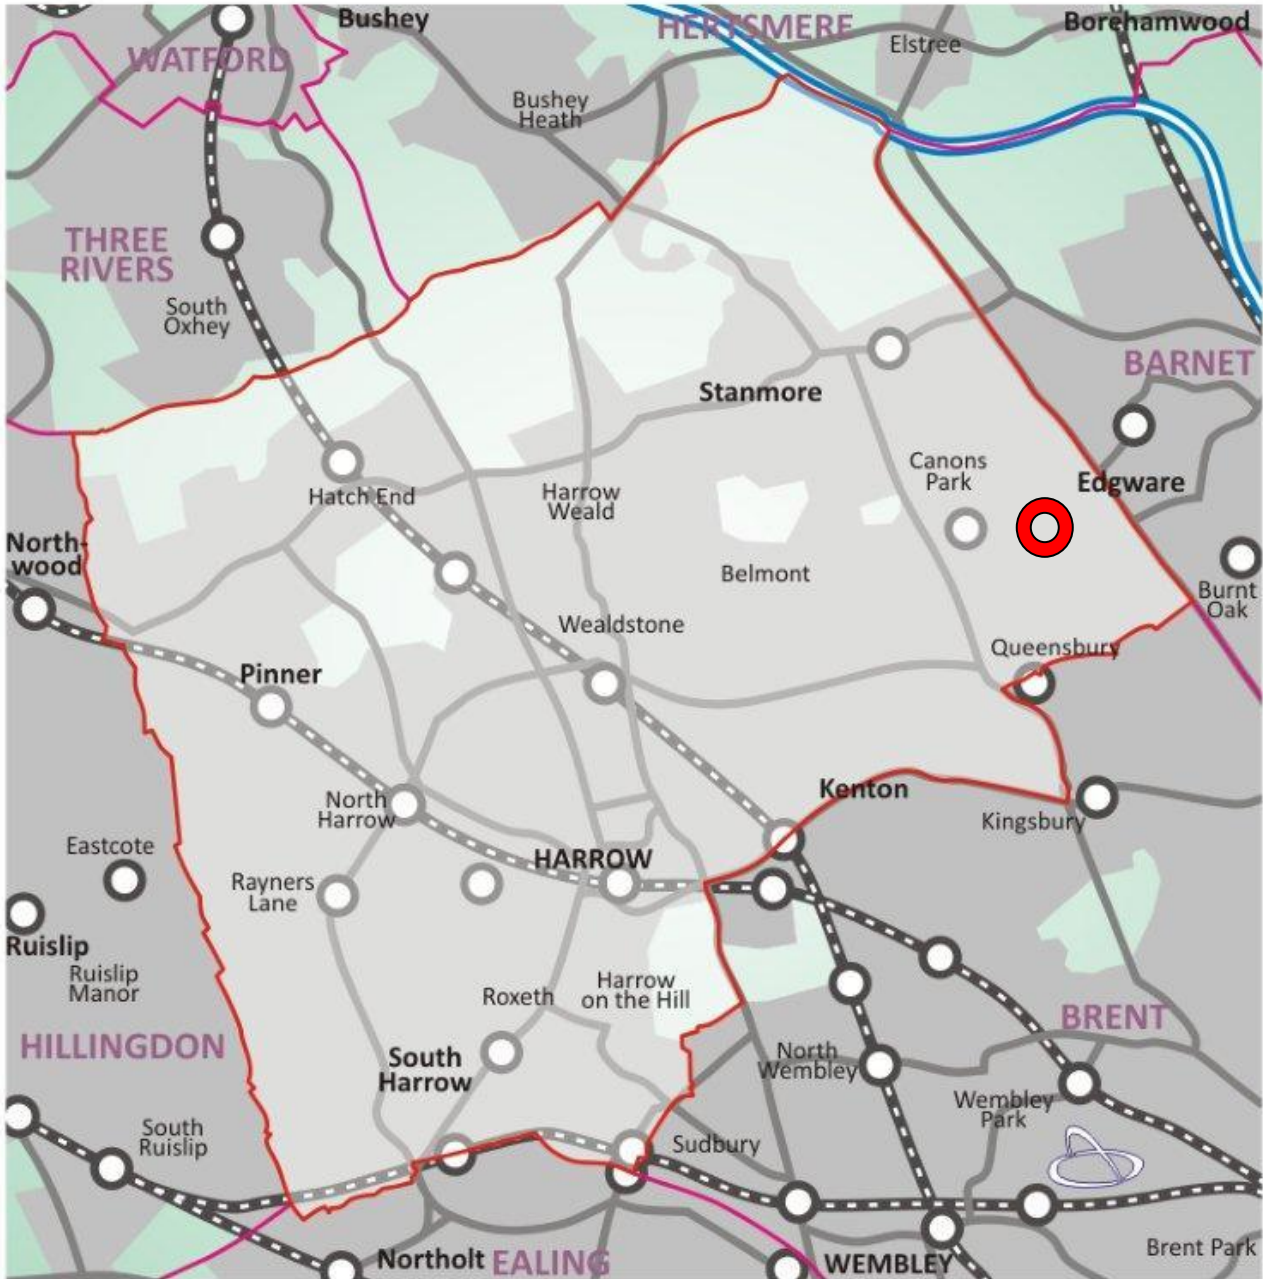 Bushey
HERTSMERE
Borehamwood
Elstree
WATFORD
Bushey
Heath
THREE
RIVERS
South
Oxhey
BARNET
Stanmore
Canons
Park
Edgware
Hatch End
Harrow
Weald
North-
wood
Belmont
Burnt
Oak
Wealdstone
Queensbury
Pinner
Kenton
North
Harrow
Kingsbury
Eastcote
HARROW
Rayners
Lane
Ruislip
Ruislip
Manor
Harrow
on the Hill
Roxeth
BRENT
HILLINGDON
South
Harrow
North
Wembley
Wembley
Park
South
Ruislip
Sudbury
Northolt
EALING
WEMBLEY
Brent Park